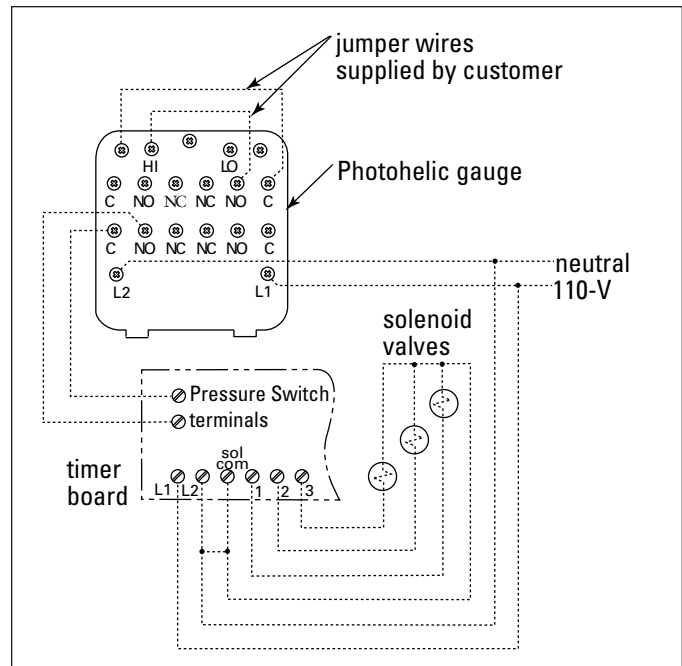 jumper wires
supplied by customer
HI LO
Photohelic gauge
C NO NC NC NO C
C NO NC NC NO C
L2 L1
neutral
110-V
solenoid
valves
Pressure Switch
terminals
timer
board
sol
com
L1 L2 1 2 3